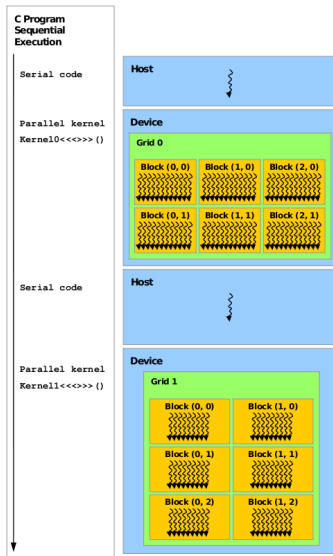 C Program
Sequential
Execution
Serial code
Host
Parallel kernel
Kernel0<<<>>>()
Device
Grid 0
Block (0, 0)
Block (1, 0)
Block (2, 0)
Block (0, 1)
Block (1, 1)
Block (2, 1)
Serial code
Host
Parallel kernel
Kernel1<<<>>>()
Device
Grid 1
Block (0, 0)
Block (1, 0)
Block (0, 1)
Block (1, 1)
Block (0, 2)
Block (1, 2)